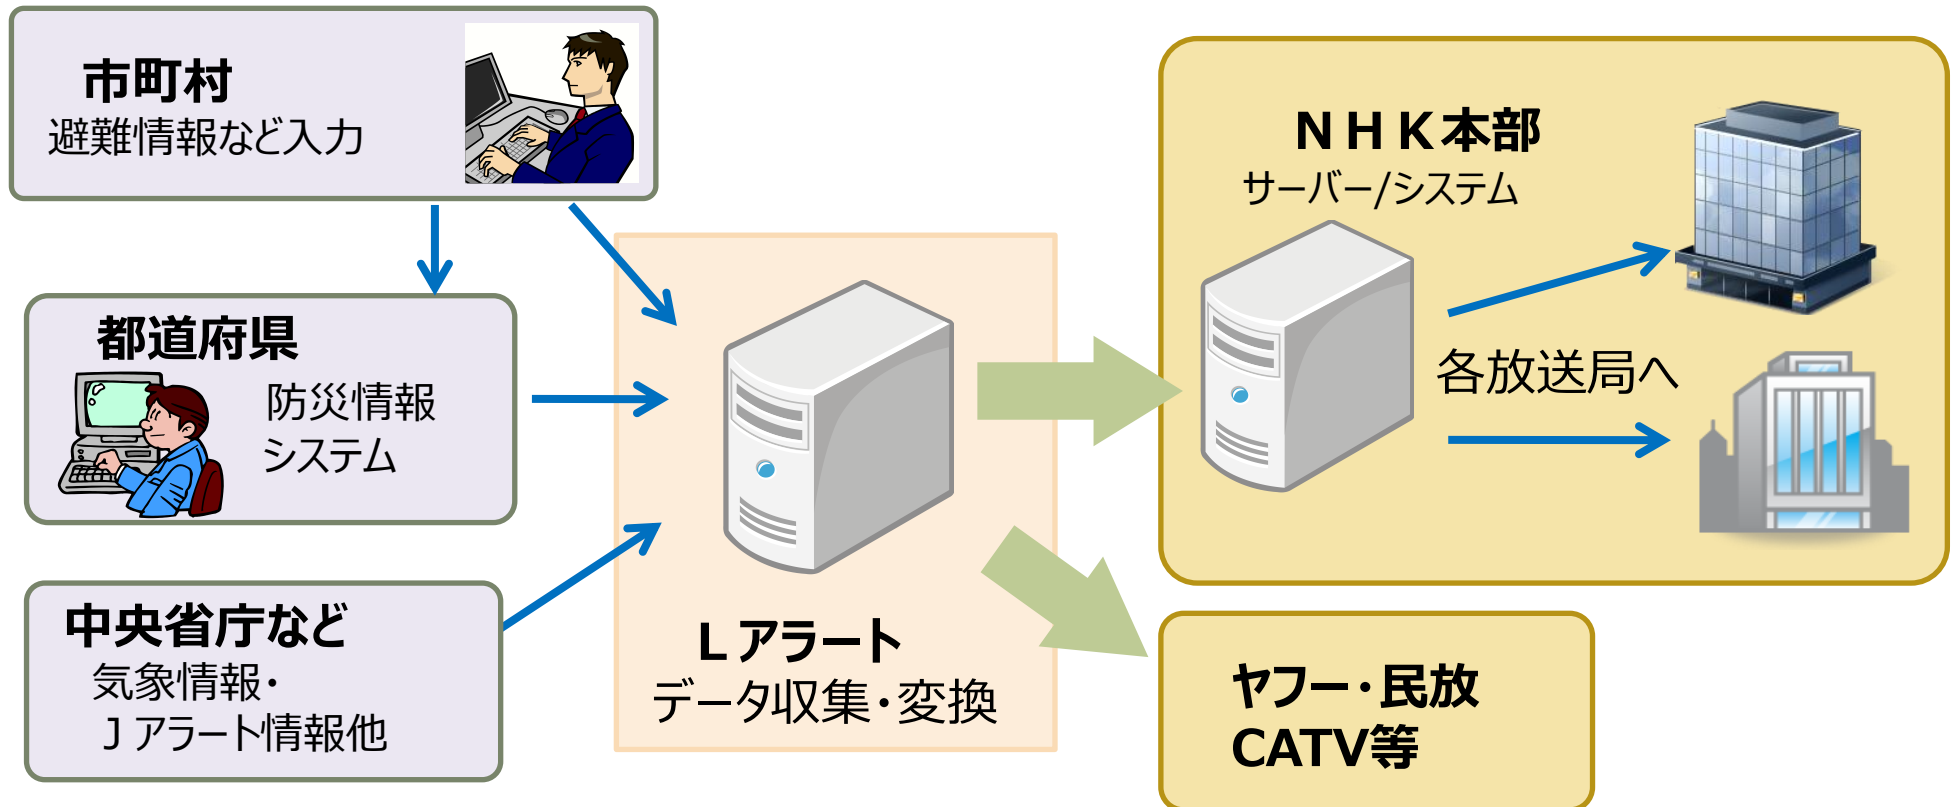 市町村
避難情報など入力
都道府県
防災情報
システム
中央省庁など
気象情報・
Jアラート情報他
Lアラート
データ収集・変換
NHK本部
サーバー/システム
各放送局へ
ヤフー・民放
CATV等